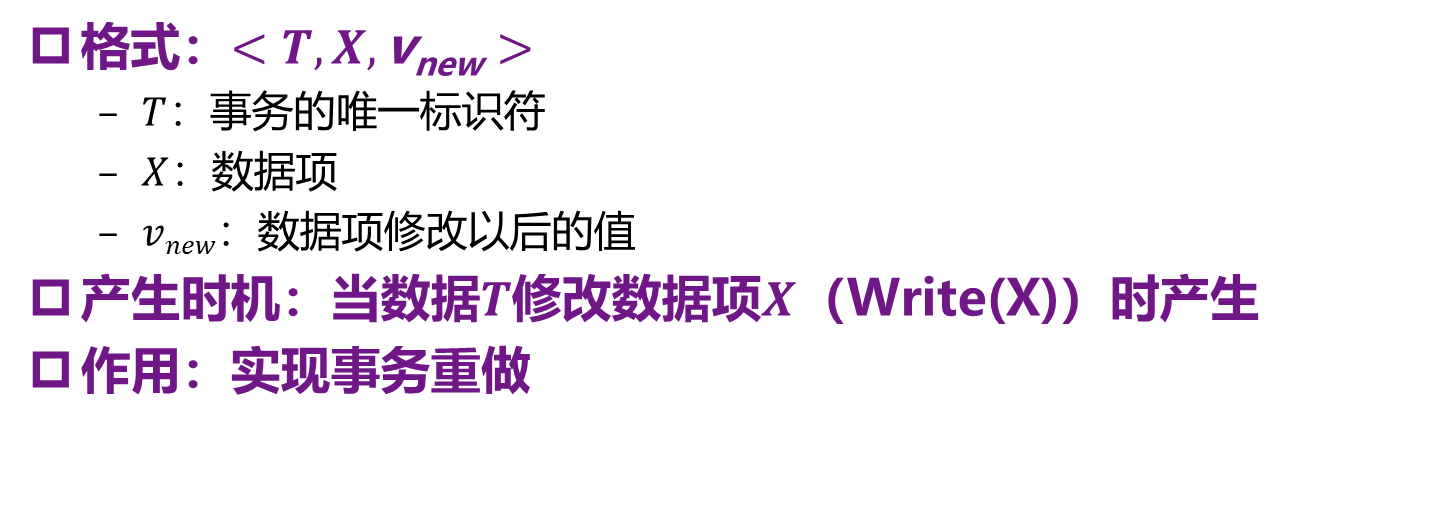 □ 格式：< T, X, v_new >
– T：事务的唯一标识符
– X：数据项
– v_new：数据项修改以后的值
□ 产生时机：当数据T修改数据项X（Write(X)）时产生
□ 作用：实现事务重做